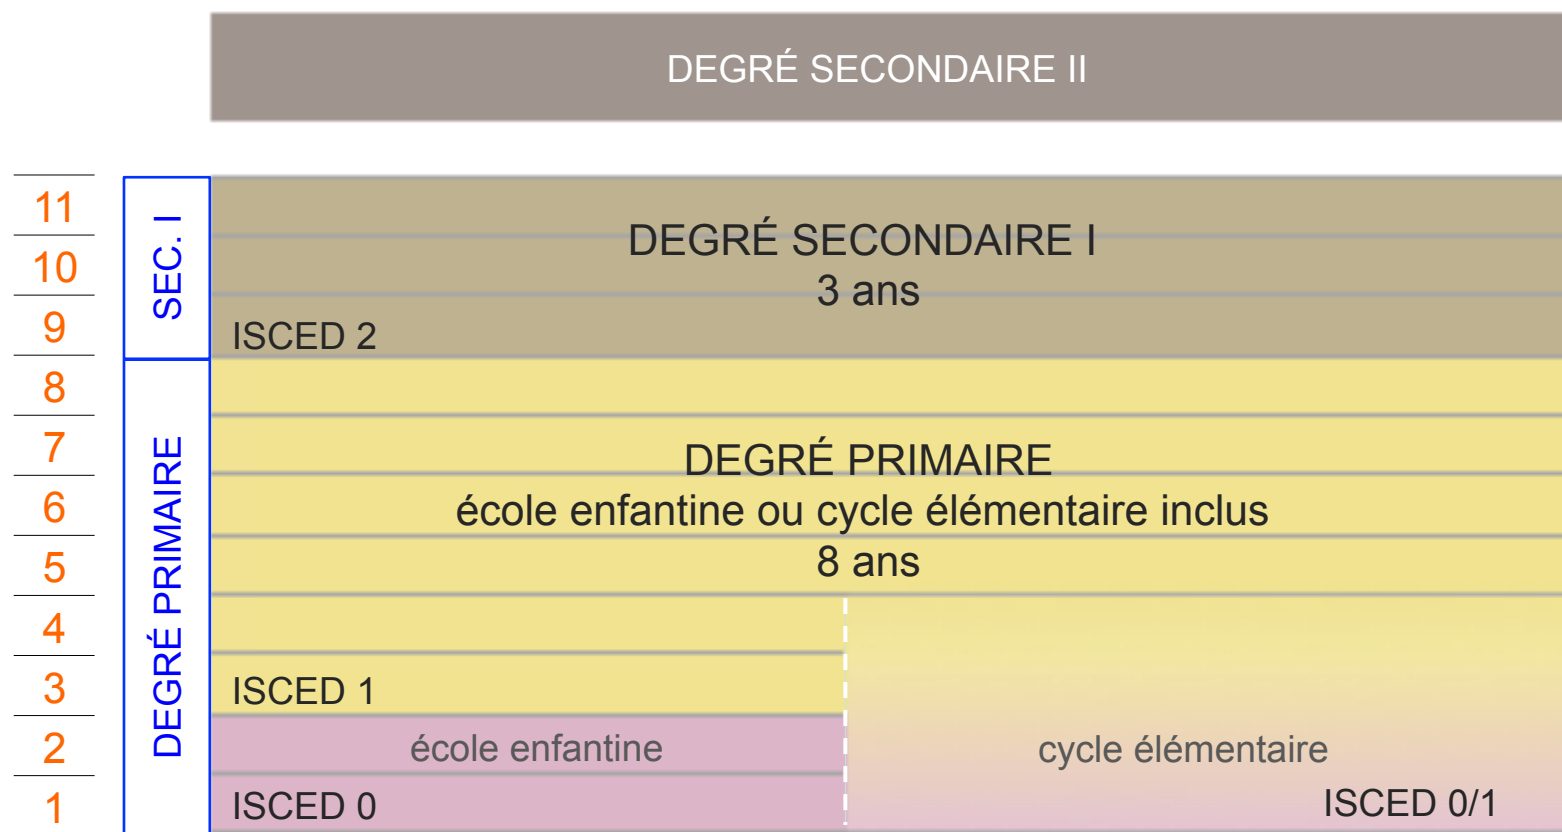 DEGRÉ SECONDAIRE II
11
10
9
8
7
6
5
4
3
2
1
SEC. I
DEGRÉ PRIMAIRE
DEGRÉ SECONDAIRE I
3 ans
ISCED 2
DEGRÉ PRIMAIRE
école enfantine ou cycle élémentaire inclus
8 ans
ISCED 1
école enfantine
cycle élémentaire
ISCED 0
ISCED 0/1